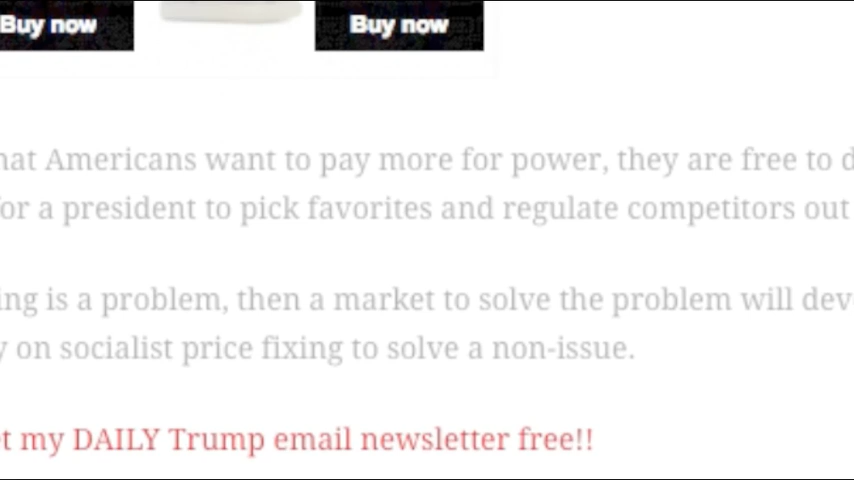 Buy now Buy now
hat Americans want to pay more for power, they are free to d
for a president to pick favorites and regulate competitors out
ing is a problem, then a market to solve the problem will dev
y on socialist price fixing to solve a non-issue.
et my DAILY Trump email newsletter free!!